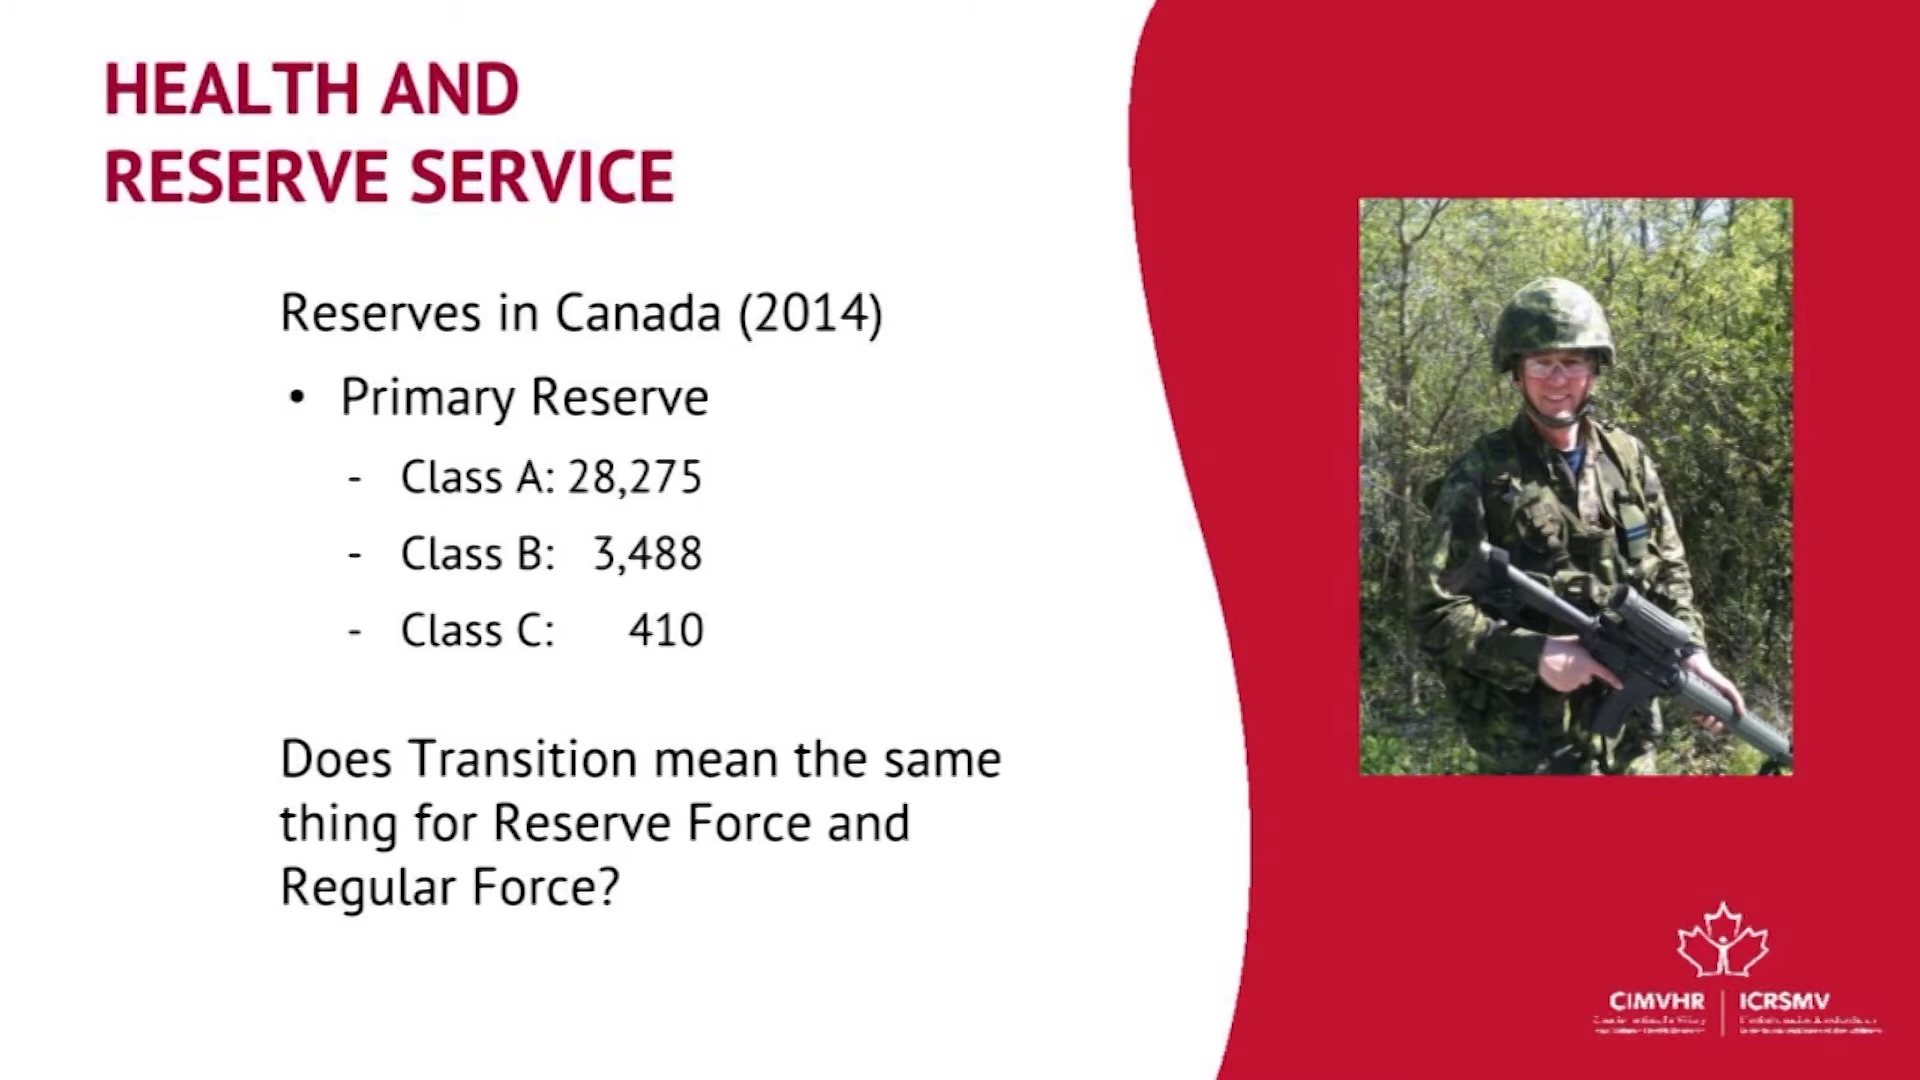 HEALTH AND
RESERVE SERVICE
Reserves in Canada (2014)
• Primary Reserve
- Class A: 28,275
- Class B: 3,488
- Class C: 410
Does Transition mean the same
thing for Reserve Force and
Regular Force?
CIMVHR | ICRSMV